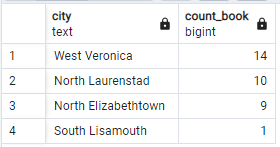 city count_book
text bigint
1 West Veronica 14
2 North Laurenstad 10
3 North Elizabethtown 9
4 South Lisamouth 1